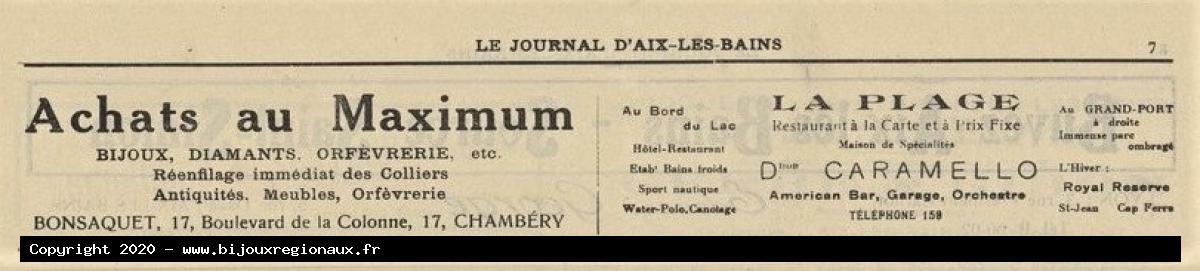 LE JOURNAL D'AIX-LES-BAINS 7
Achats au Maximum
BIJOUX, DIAMANTS. ORFÈVRERIE, etc.
Réenfilage immédiat des Colliers
Antiquités, Meubles, Orfèvrerie
BONSAQUET, 17, Boulevard de la Colonne, 17, CHAMBÉRY
Au Bord
du Lac
Hôtel-Restaurant
Etabt Bains froids
Sport nautique
Water-Polo, Canotage
LA PLAGE
Restaurant à la Carte et à Prix Fixe
Maison de Spécialités
CARAMELLO
American Bar, Garage, Orchestre
TÉLÉPHONE 159
Au GRAND-PORT
à droite
Immense parc
ombragé
L'Hiver :
Royal Reserve
St-Jean Cap Ferra
Copyright 2020 - www.bijouxregionaux.fr